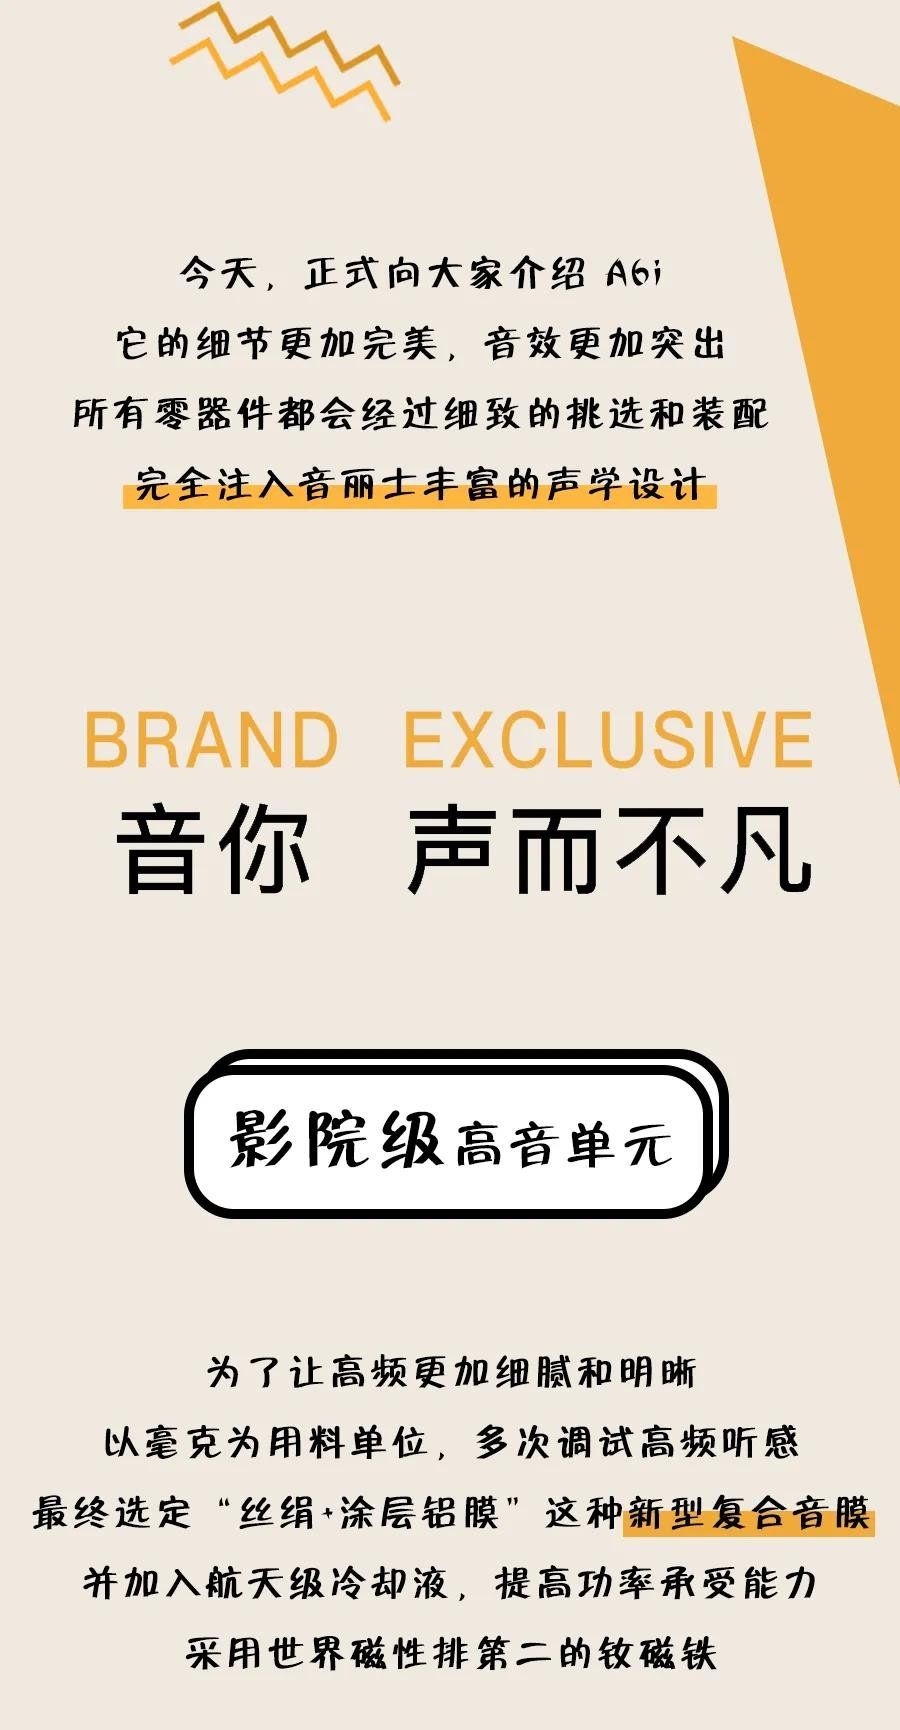 今天，正式向大家介绍 A6i
它的细节更加完美，音效更加突出
所有零器件都会经过细致的挑选和装配
完全注入音丽士丰富的声学设计
BRAND EXCLUSIVE
音你 声而不凡
影院级高音单元
为了让高频更加细腻和明晰
以毫克为用料单位，多次调试高频听感
最终选定“丝绢+涂层铝膜”这种新型复合音膜
并加入航天级冷却液，提高功率承受能力
采用世界磁性排第二的钕磁铁